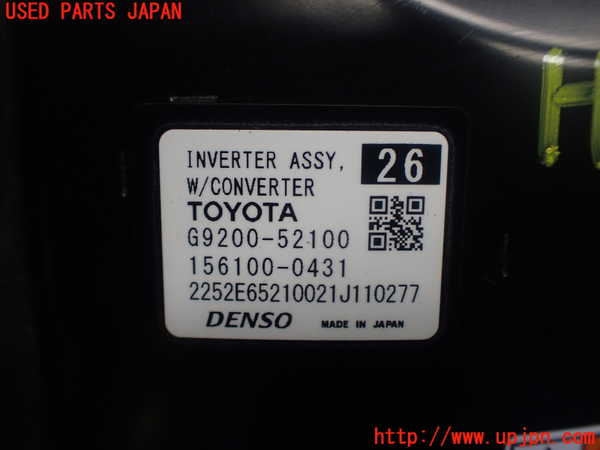 USED PARTS JAPAN
INVERTER ASSY, 26
W/CONVERTER
TOYOTA
G9200-52100
156100-0431
2252E65210021J110277
DENSO MADE IN JAPAN
http://www.upjpn.com/